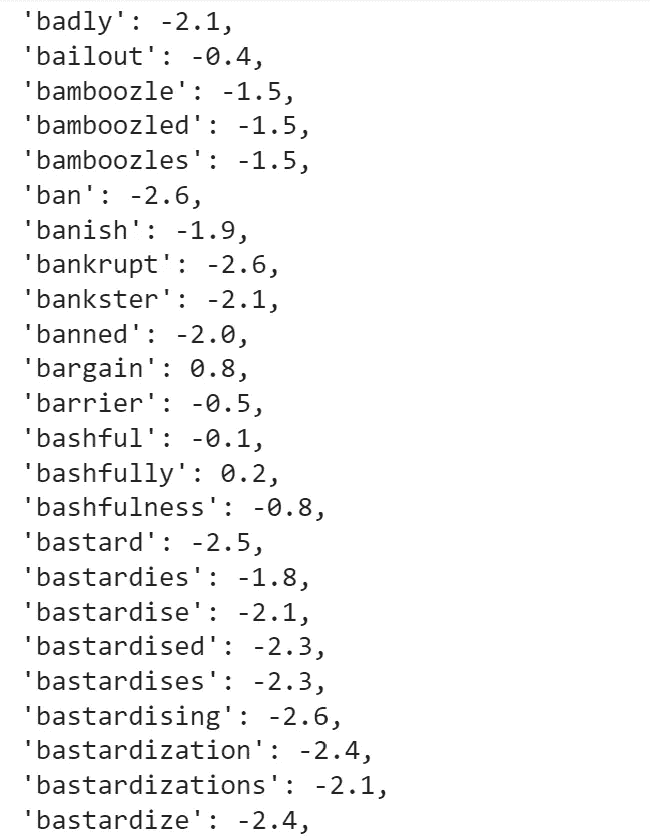 'badly': -2.1,
'bailout': -0.4,
'bamboozle': -1.5,
'bamboozled': -1.5,
'bamboozles': -1.5,
'ban': -2.6,
'banish': -1.9,
'bankrupt': -2.6,
'bankster': -2.1,
'banned': -2.0,
'bargain': 0.8,
'barrier': -0.5,
'bashful': -0.1,
'bashfully': 0.2,
'bashfulness': -0.8,
'bastard': -2.5,
'bastardies': -1.8,
'bastardise': -2.1,
'bastardised': -2.3,
'bastardises': -2.3,
'bastardising': -2.6,
'bastardization': -2.4,
'bastardizations': -2.1,
'bastardize': -2.4,